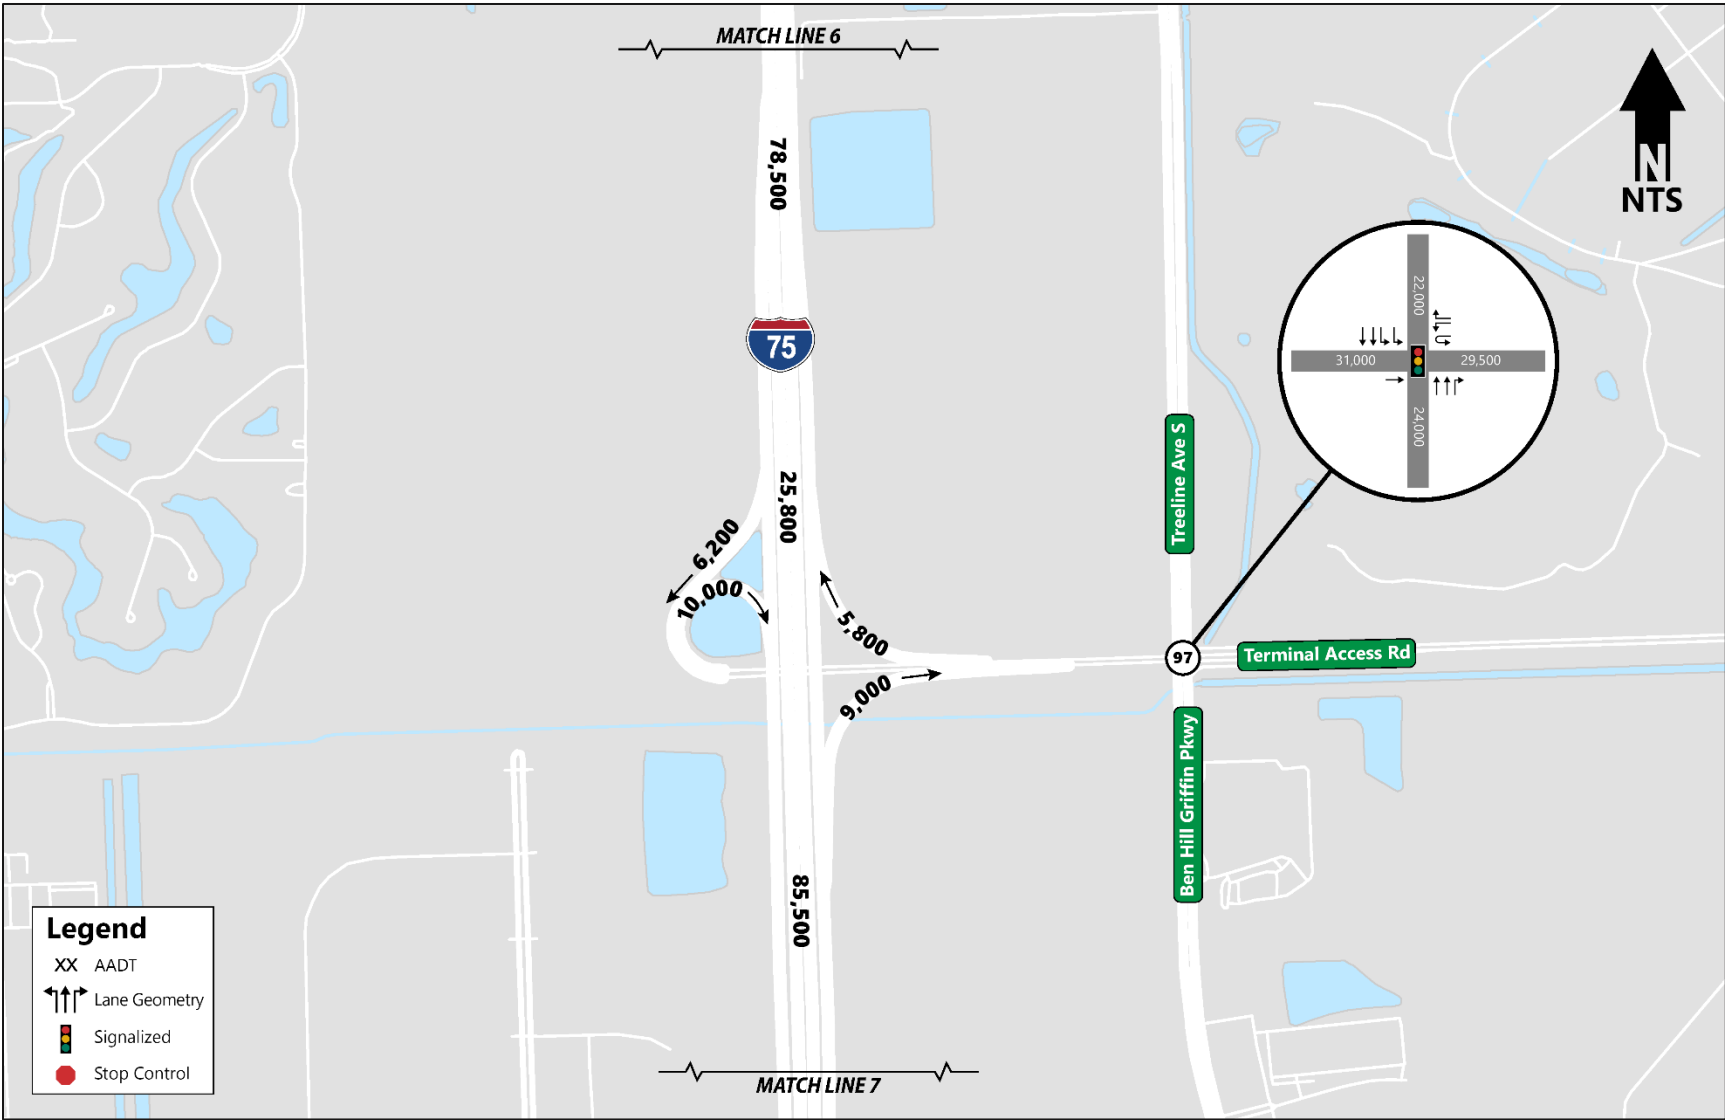 MATCH LINE 6
N
NTS
78,500
75
22,000
31,000
29,500
24,000
Treeline Ave S
25,800
6,200
10,000
5,800
9,000
97
Terminal Access Rd
Ben Hill Griffin Pkwy
85,500
Legend
XX AADT
Lane Geometry
Signalized
Stop Control
MATCH LINE 7